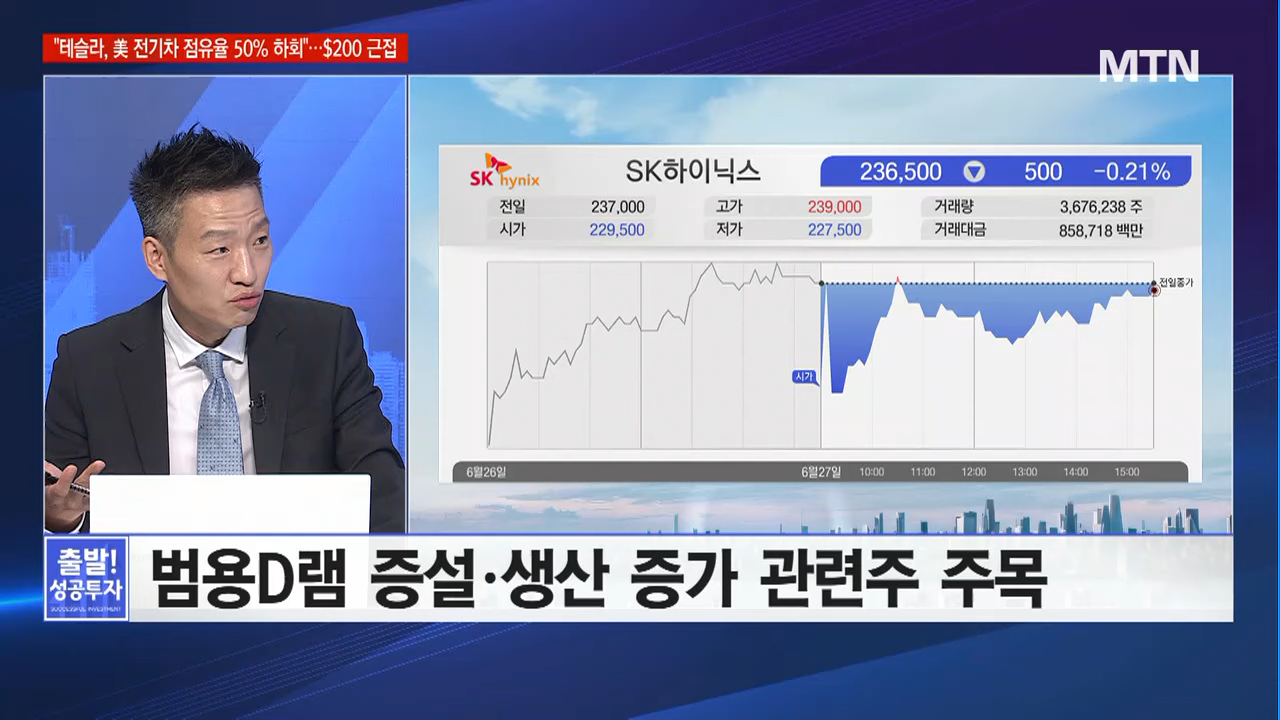 "테슬라, 美 전기차 점유율 50% 하회"…$200 근접
MTN
SK hynix
SK하이닉스
236,500 ▼ 500 -0.21%
전일 237,000 고가 239,000 거래량 3,676,238 주
시가 229,500 저가 227,500 거래대금 858,718 백만
전일종가
시가
6월26일 6월27일 10:00 11:00 12:00 13:00 14:00 15:00
출발!
성공투자
SUCCESSFUL INVESTMENT
범용D램 증설·생산 증가 관련주 주목